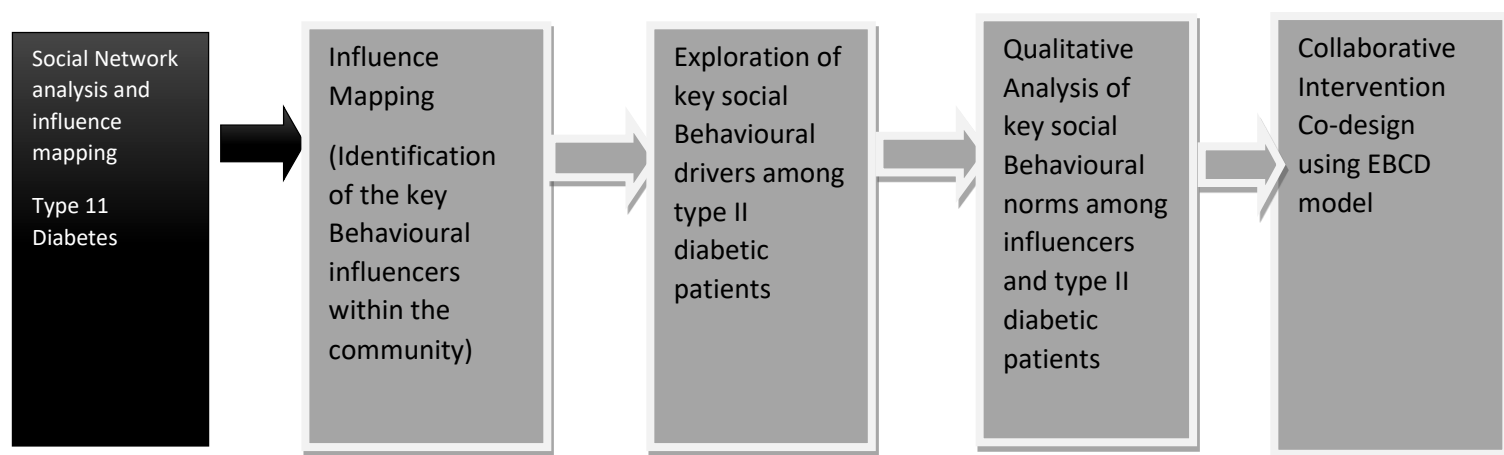 Social Network
analysis and
influence
mapping
Type 11
Diabetes
Influence
Mapping
(Identification
of the key
Behavioural
influencers
within the
community)
Exploration of
key social
Behavioural
drivers among
type II
diabetic
patients
Qualitative
Analysis of
key social
Behavioural
norms among
influencers
and type II
diabetic
patients
Collaborative
Intervention
Co-design
using EBCD
model